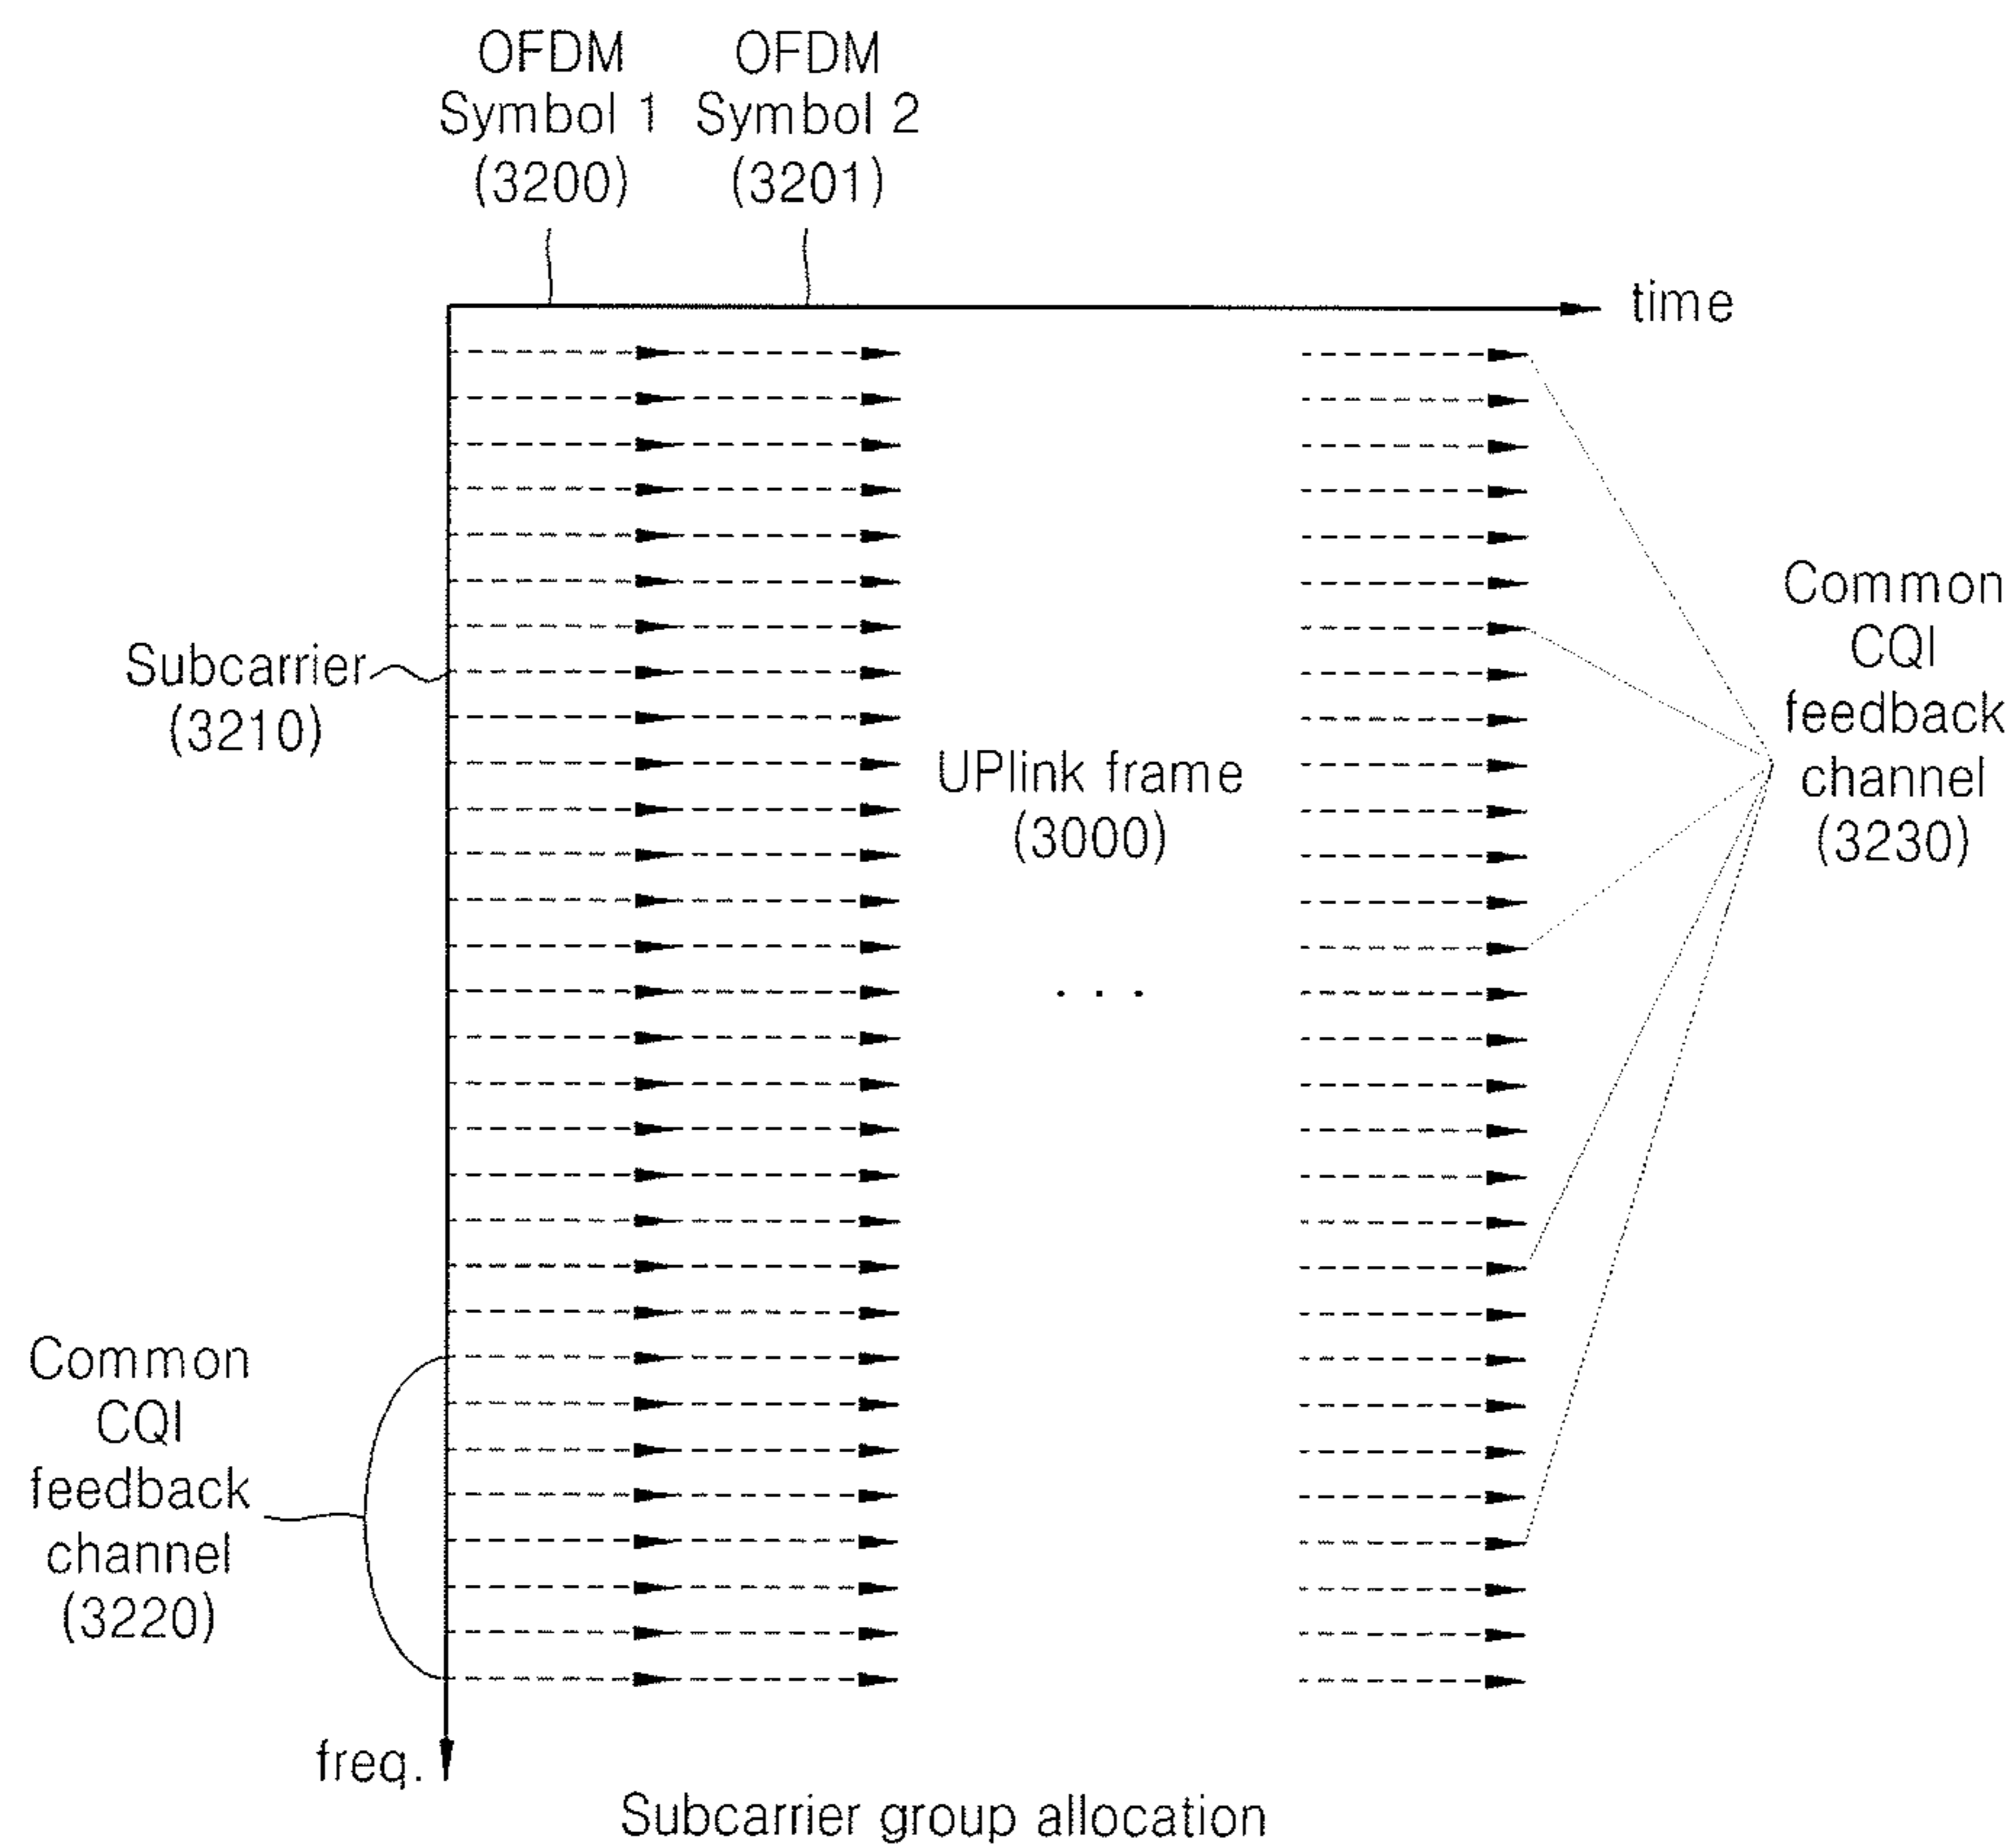 OFDM
Symbol 1
(3200)
OFDM
Symbol 2
(3201)
time
Subcarrier
(3210)
UPlink frame
(3000)
. . .
Common
CQI
feedback
channel
(3230)
Common
CQI
feedback
channel
(3220)
freq.
Subcarrier group allocation